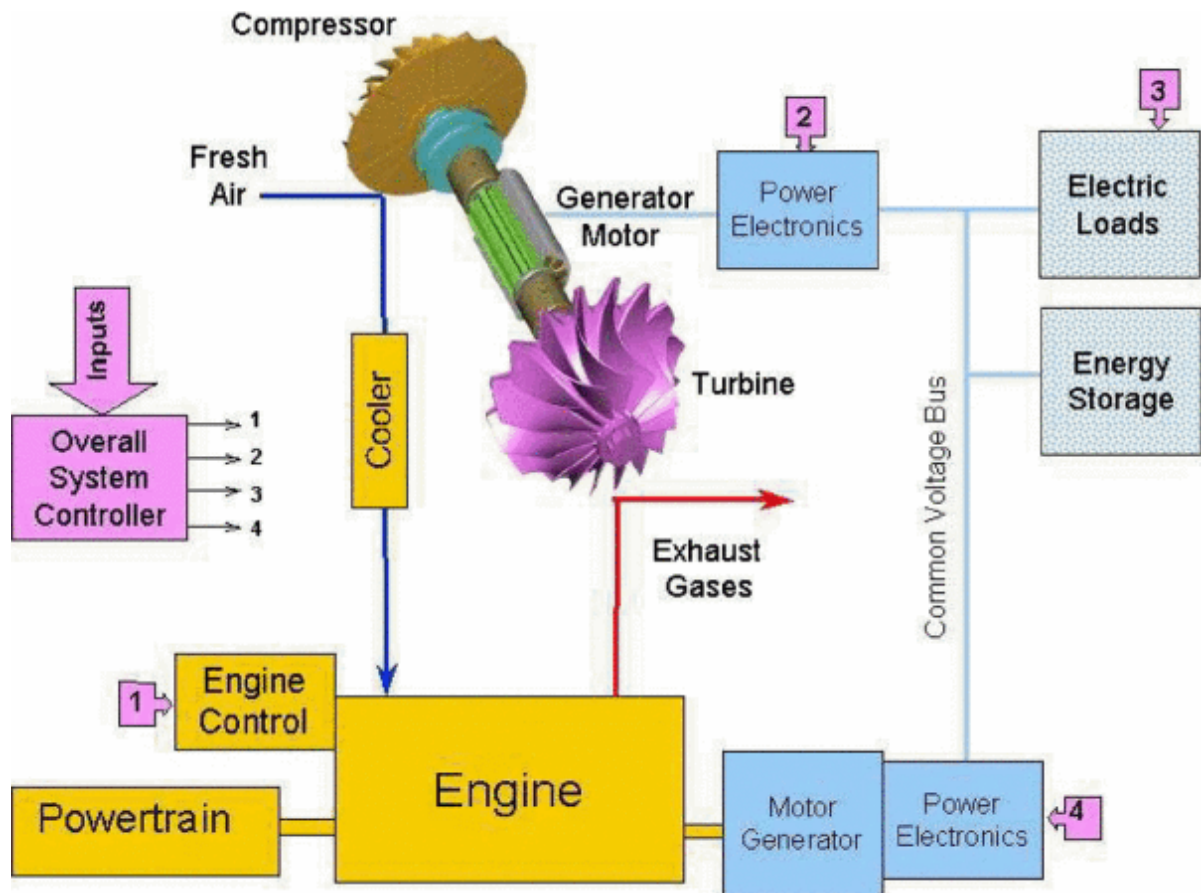 Compressor
Fresh
Air
Generator
Motor
2
Power
Electronics
3
Electric
Loads
Energy
Storage
Inputs
Overall
System
Controller
1
2
3
4
Cooler
Turbine
Exhaust
Gases
Common Voltage Bus
1
Engine
Control
Engine
Powertrain
Motor
Generator
Power
Electronics
4